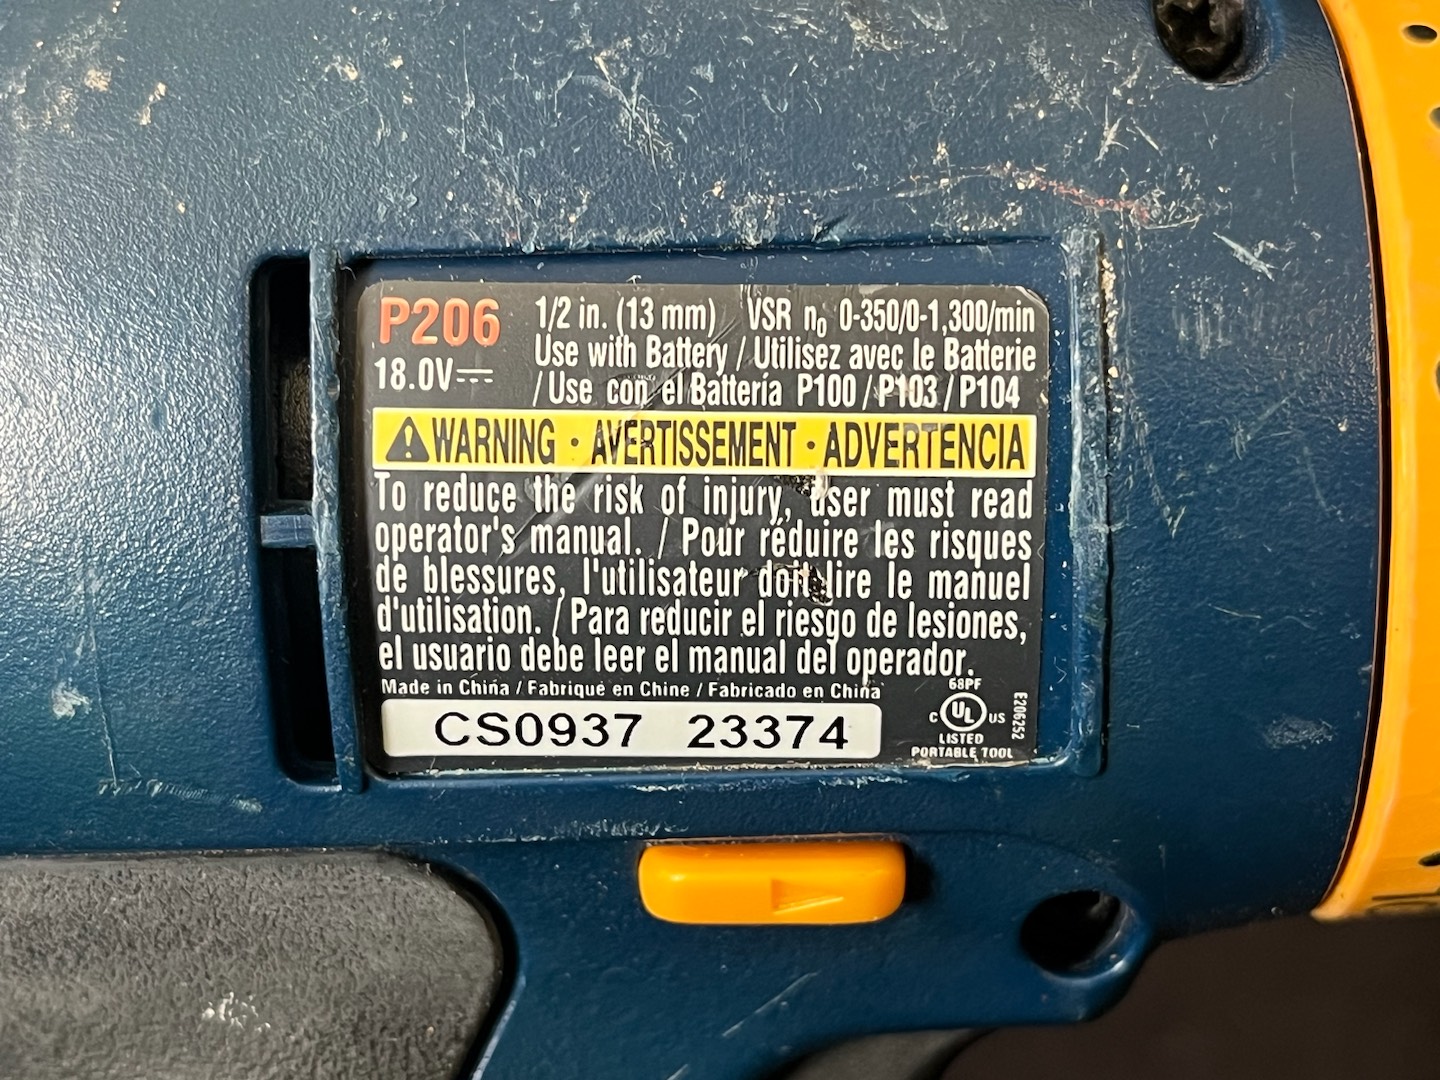 P206 1/2 in. (13 mm) VSR n₀ 0-350/0-1,300/min
18.0V⎓ Use with Battery / Utilisez avec le Batterie
/ Use con el Batteria P100 / P103 / P104
⚠WARNING · AVERTISSEMENT · ADVERTENCIA
To reduce the risk of injury, user must read
operator's manual. / Pour réduire les risques
de blessures, l'utilisateur doit lire le manuel
d'utilisation. / Para reducir el riesgo de lesiones,
el usuario debe leer el manual del operador.
Made in China / Fabriqué en Chine / Fabricado en China
CS0937 23374
68PF
C UL US
LISTED
PORTABLE TOOL
E206252